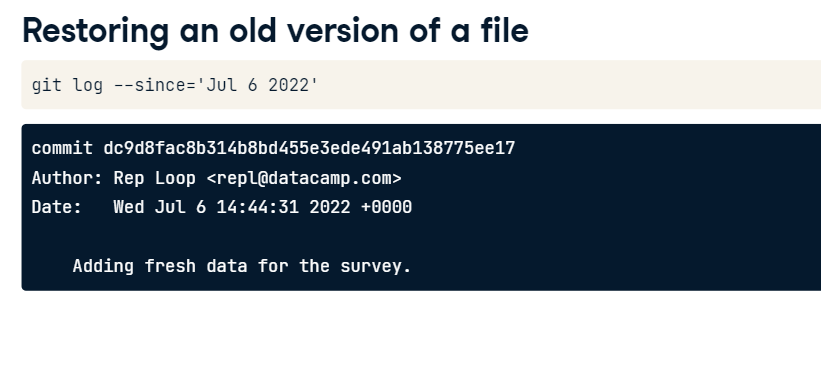 Restoring an old version of a file
git log --since='Jul 6 2022'
commit dc9d8fac8b314b8bd455e3ede491ab138775ee17
Author: Rep Loop <repl@datacamp.com>
Date:   Wed Jul 6 14:44:31 2022 +0000
    Adding fresh data for the survey.